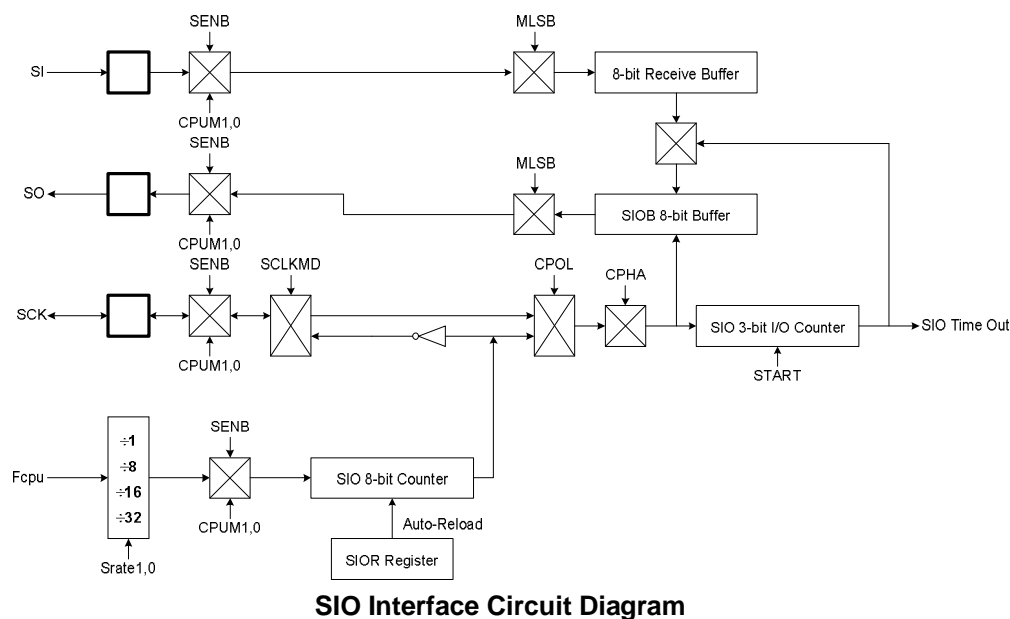 SENB
MLSB
SI
8-bit Receive Buffer
CPUM1,0
SENB
MLSB
SO
SIOB 8-bit Buffer
CPUM1,0
SENB
SCLKMD
CPOL
CPHA
SCK
SIO 3-bit I/O Counter
SIO Time Out
CPUM1,0
START
SENB
÷1
÷8
÷16
÷32
Fcpu
SIO 8-bit Counter
CPUM1,0
Auto-Reload
SIOR Register
Srate1,0
SIO Interface Circuit Diagram